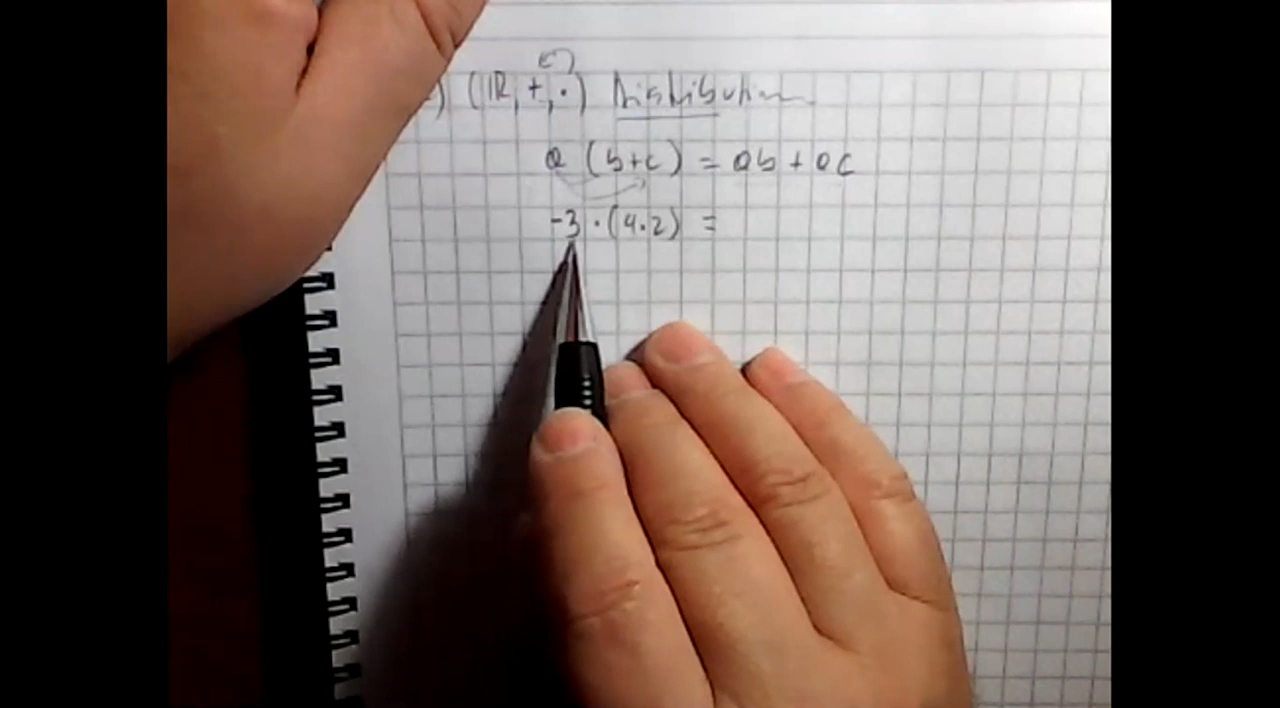 ) (ℝ, +, ·) Distributiva
a (b+c) = ab + ac
-3 · (4·2) =